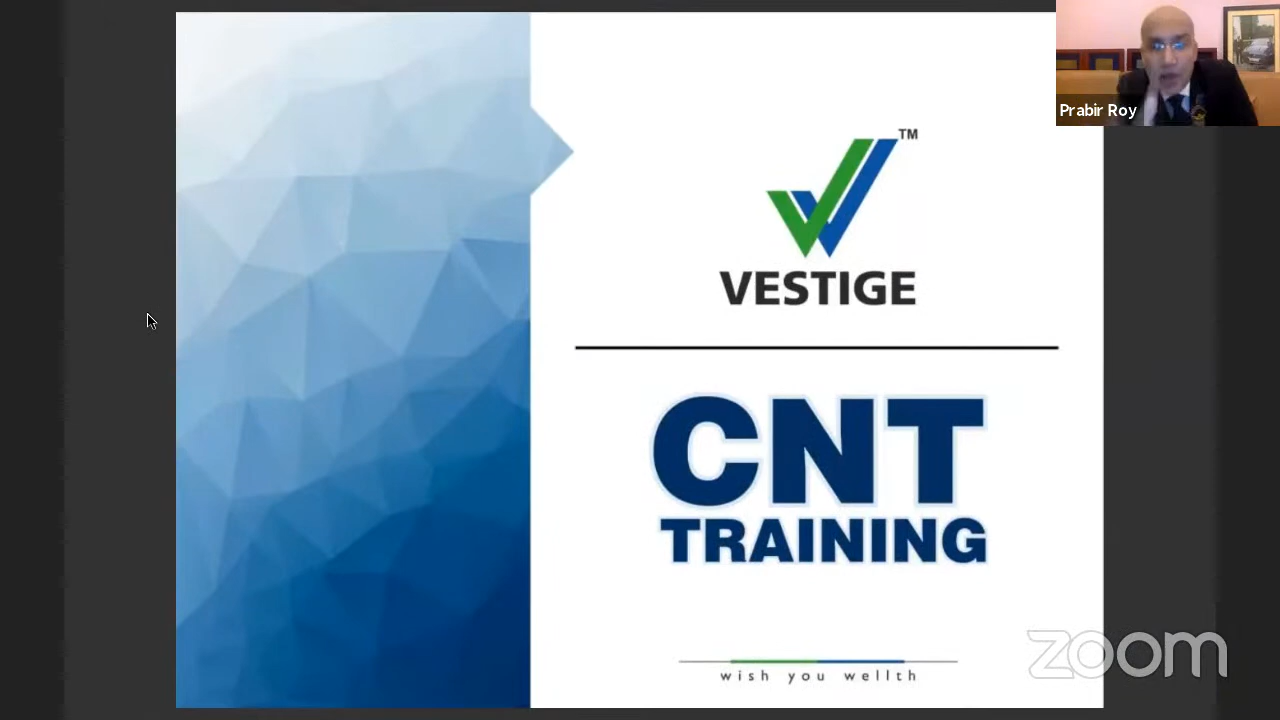 Prabir Roy
TM
VESTIGE
CNT
TRAINING
zoom
wish you wellth